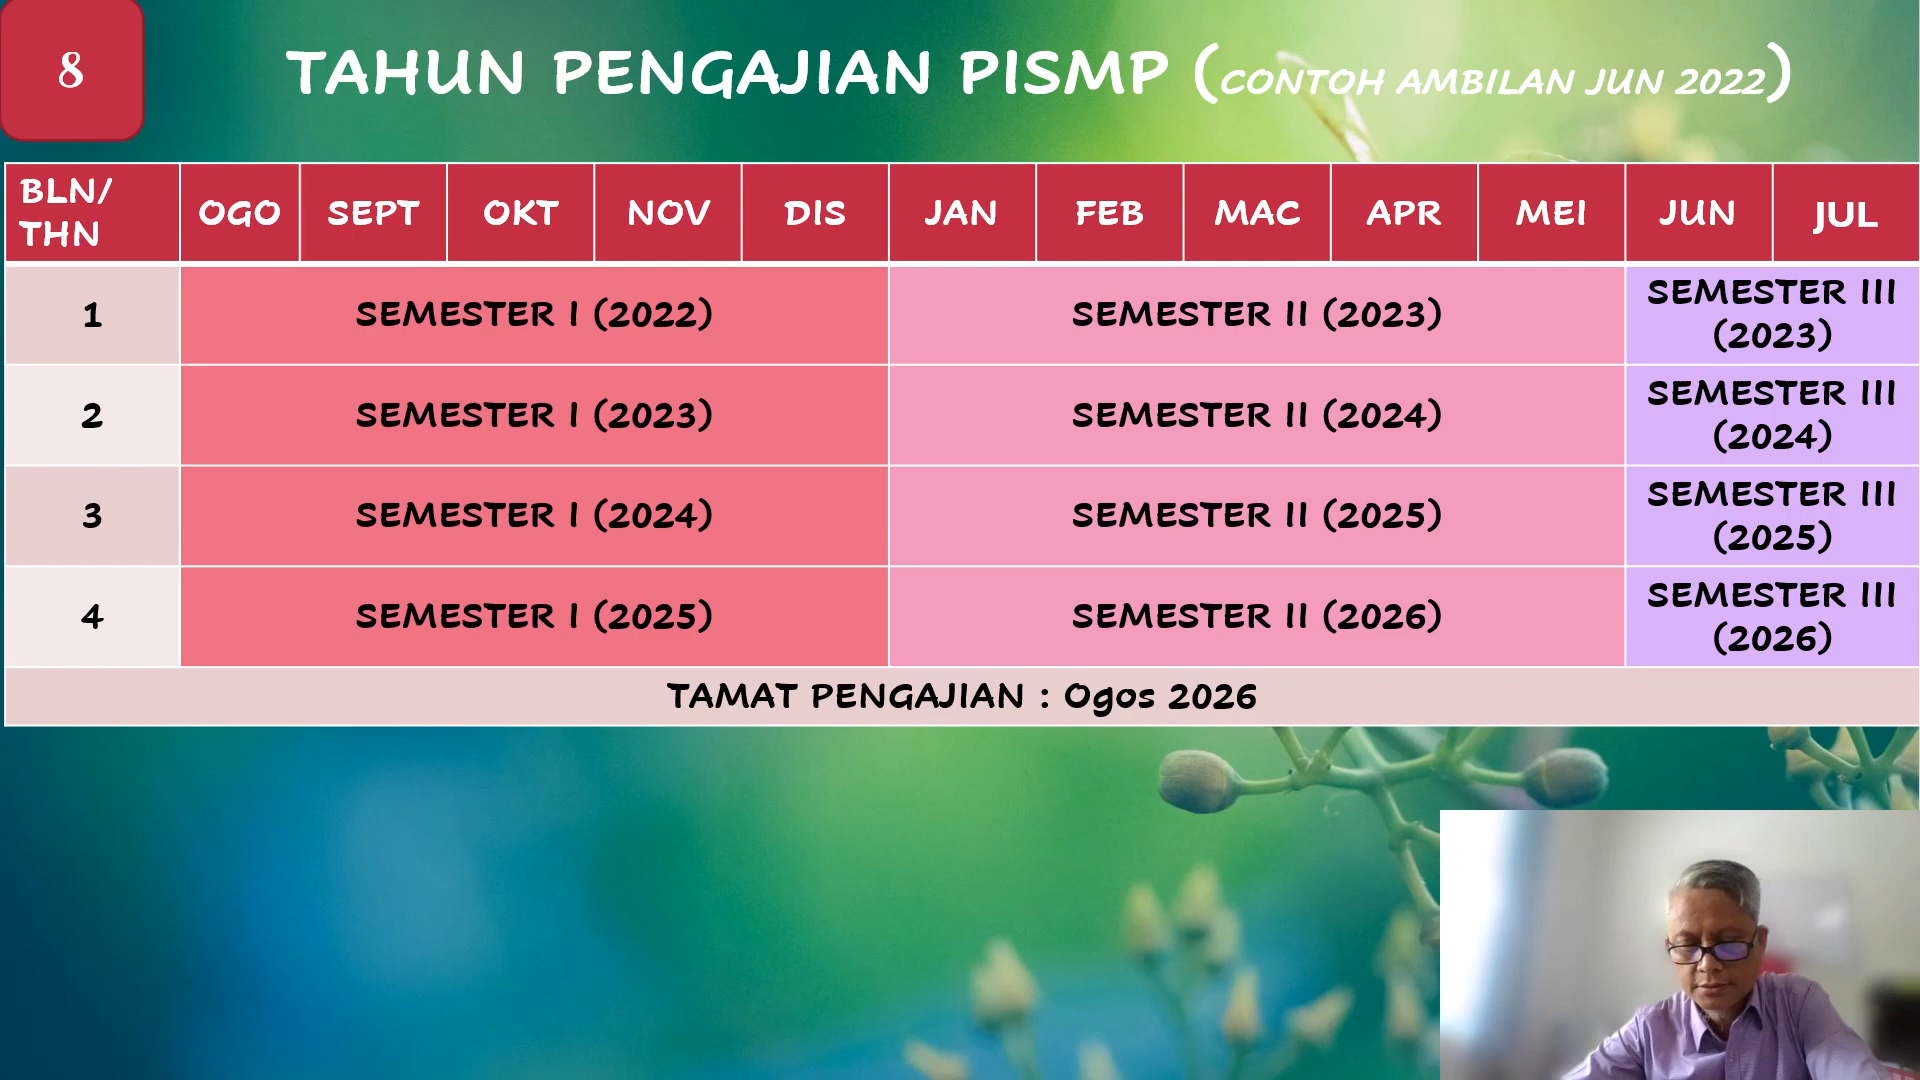 8
TAHUN PENGAJIAN PISMP (CONTOH AMBILAN JUN 2022)
BLN/
THN
OGO SEPT OKT NOV DIS JAN FEB MAC APR MEI JUN JUL
1 SEMESTER I (2022) SEMESTER II (2023) SEMESTER III
(2023)
2 SEMESTER I (2023) SEMESTER II (2024) SEMESTER III
(2024)
3 SEMESTER I (2024) SEMESTER II (2025) SEMESTER III
(2025)
4 SEMESTER I (2025) SEMESTER II (2026) SEMESTER III
(2026)
TAMAT PENGAJIAN : Ogos 2026